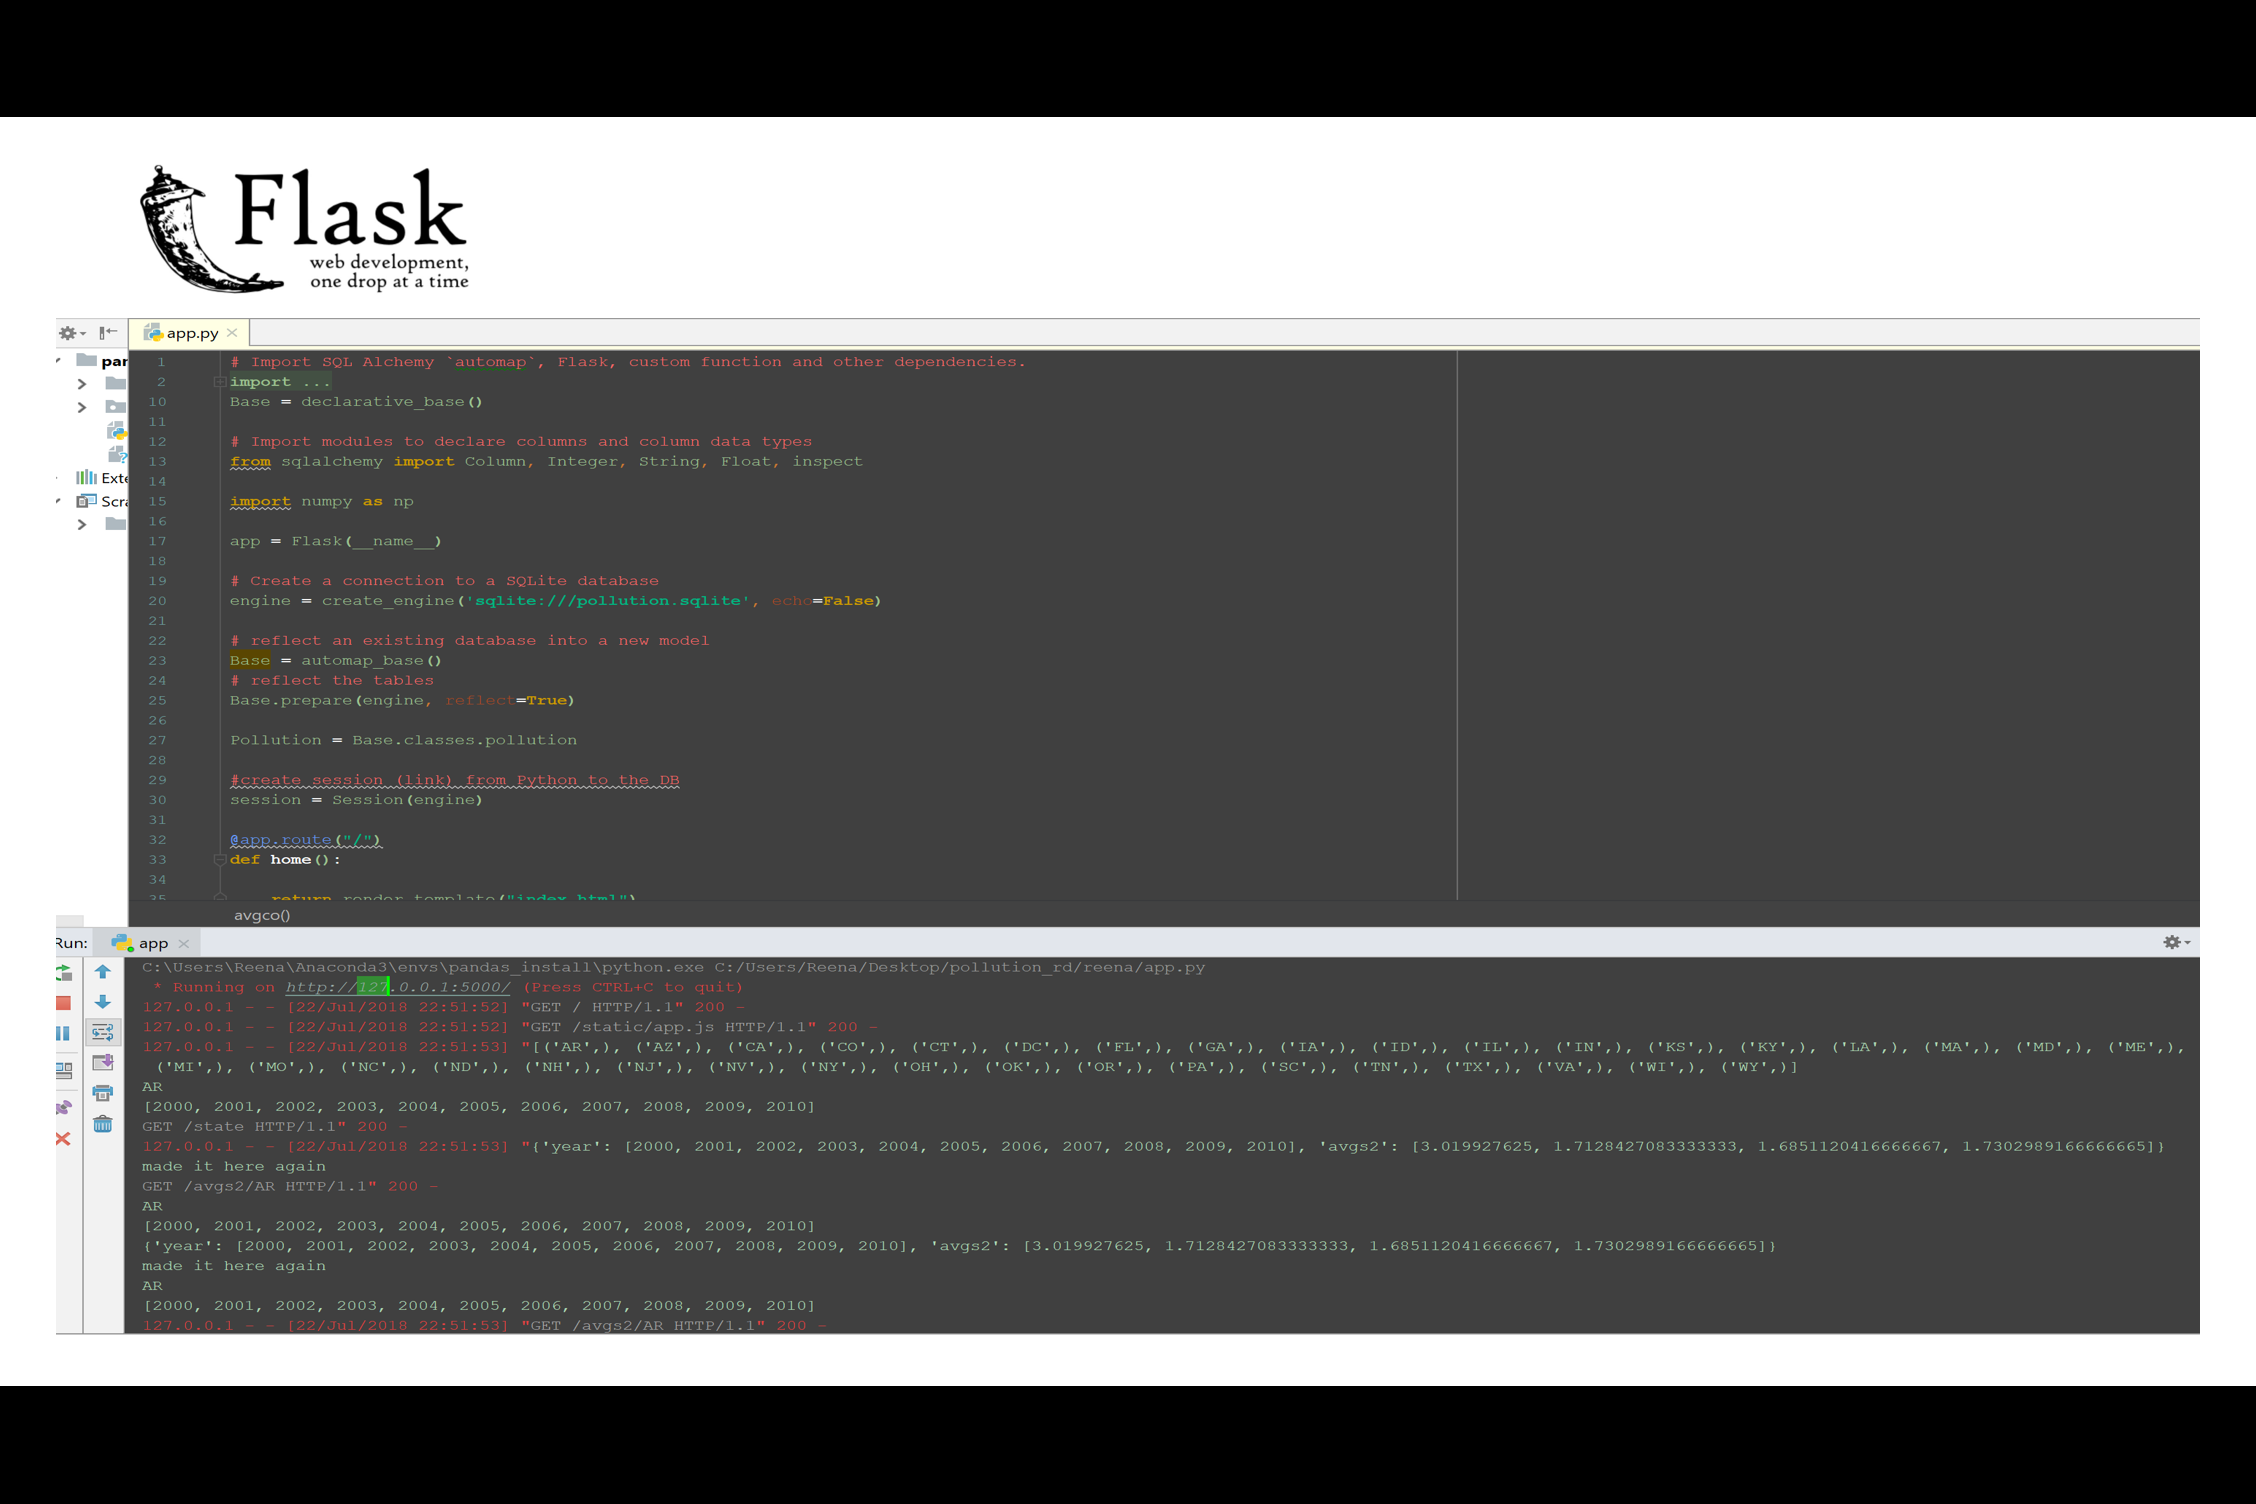 Flask
web development,
one drop at a time
app.py
par
Exte
Scra
1 # Import SQL Alchemy `automap`, Flask, custom function and other dependencies.
2 import ...
10 Base = declarative_base()
11
12 # Import modules to declare columns and column data types
13 from sqlalchemy import Column, Integer, String, Float, inspect
14
15 import numpy as np
16
17 app = Flask(__name__)
18
19 # Create a connection to a SQLite database
20 engine = create_engine('sqlite:///pollution.sqlite', echo=False)
21
22 # reflect an existing database into a new model
23 Base = automap_base()
24 # reflect the tables
25 Base.prepare(engine, reflect=True)
26
27 Pollution = Base.classes.pollution
28
29 #create session (link) from Python to the DB
30 session = Session(engine)
31
32 @app.route("/")
33 def home():
34
35 return render_template("index.html")
avgco()
Run: app
C:\Users\Reena\Anaconda3\envs\pandas_install\python.exe C:/Users/Reena/Desktop/pollution_rd/reena/app.py
* Running on http://127.0.0.1:5000/ (Press CTRL+C to quit)
127.0.0.1 - - [22/Jul/2018 22:51:52] "GET / HTTP/1.1" 200 -
127.0.0.1 - - [22/Jul/2018 22:51:52] "GET /static/app.js HTTP/1.1" 200 -
127.0.0.1 - - [22/Jul/2018 22:51:53] "[('AR',), ('AZ',), ('CA',), ('CO',), ('CT',), ('DC',), ('FL',), ('GA',), ('IA',), ('ID',), ('IL',), ('IN',), ('KS',), ('KY',), ('LA',), ('MA',), ('MD',), ('ME',),
('MI',), ('MO',), ('NC',), ('ND',), ('NH',), ('NJ',), ('NV',), ('NY',), ('OH',), ('OK',), ('OR',), ('PA',), ('SC',), ('TN',), ('TX',), ('VA',), ('WI',), ('WY',)]
AR
[2000, 2001, 2002, 2003, 2004, 2005, 2006, 2007, 2008, 2009, 2010]
GET /state HTTP/1.1" 200 -
127.0.0.1 - - [22/Jul/2018 22:51:53] "{'year': [2000, 2001, 2002, 2003, 2004, 2005, 2006, 2007, 2008, 2009, 2010], 'avgs2': [3.019927625, 1.7128427083333333, 1.6851120416666667, 1.7302989166666665]}
made it here again
GET /avgs2/AR HTTP/1.1" 200 -
AR
[2000, 2001, 2002, 2003, 2004, 2005, 2006, 2007, 2008, 2009, 2010]
{'year': [2000, 2001, 2002, 2003, 2004, 2005, 2006, 2007, 2008, 2009, 2010], 'avgs2': [3.019927625, 1.7128427083333333, 1.6851120416666667, 1.7302989166666665]}
made it here again
AR
[2000, 2001, 2002, 2003, 2004, 2005, 2006, 2007, 2008, 2009, 2010]
127.0.0.1 - - [22/Jul/2018 22:51:53] "GET /avgs2/AR HTTP/1.1" 200 -